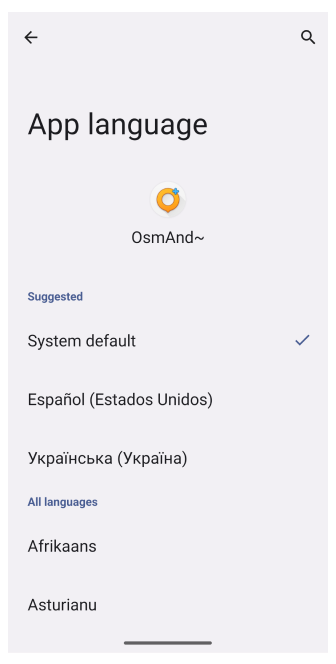 App language
OsmAnd~
Suggested
System default
Español (Estados Unidos)
Українська (Україна)
All languages
Afrikaans
Asturianu